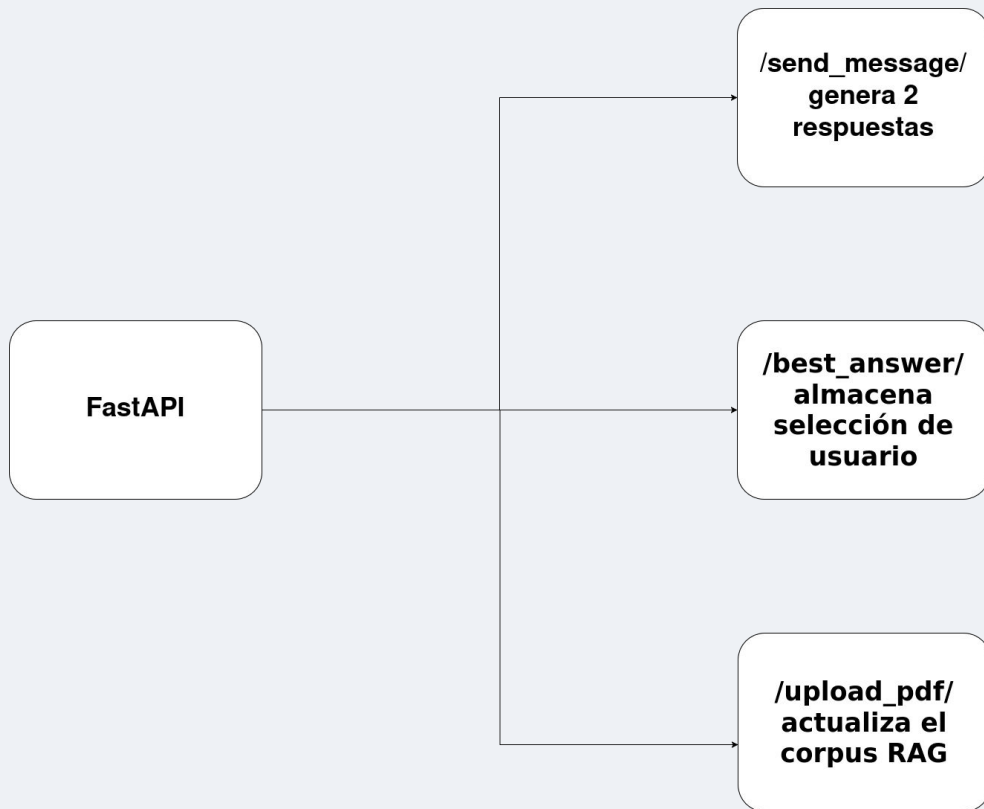 /send_message/
genera 2
respuestas
FastAPI
/best_answer/
almacena
selección de
usuario
/upload_pdf/
actualiza el
corpus RAG